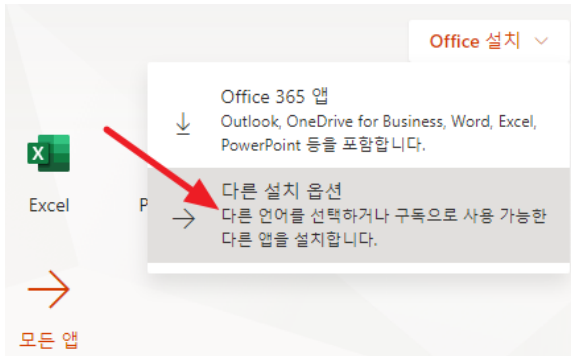 Office 설치
Office 365 앱
Outlook, OneDrive for Business, Word, Excel,
PowerPoint 등을 포함합니다.
다른 설치 옵션
다른 언어를 선택하거나 구독으로 사용 가능한
다른 앱을 설치합니다.
Excel
P
모든 앱